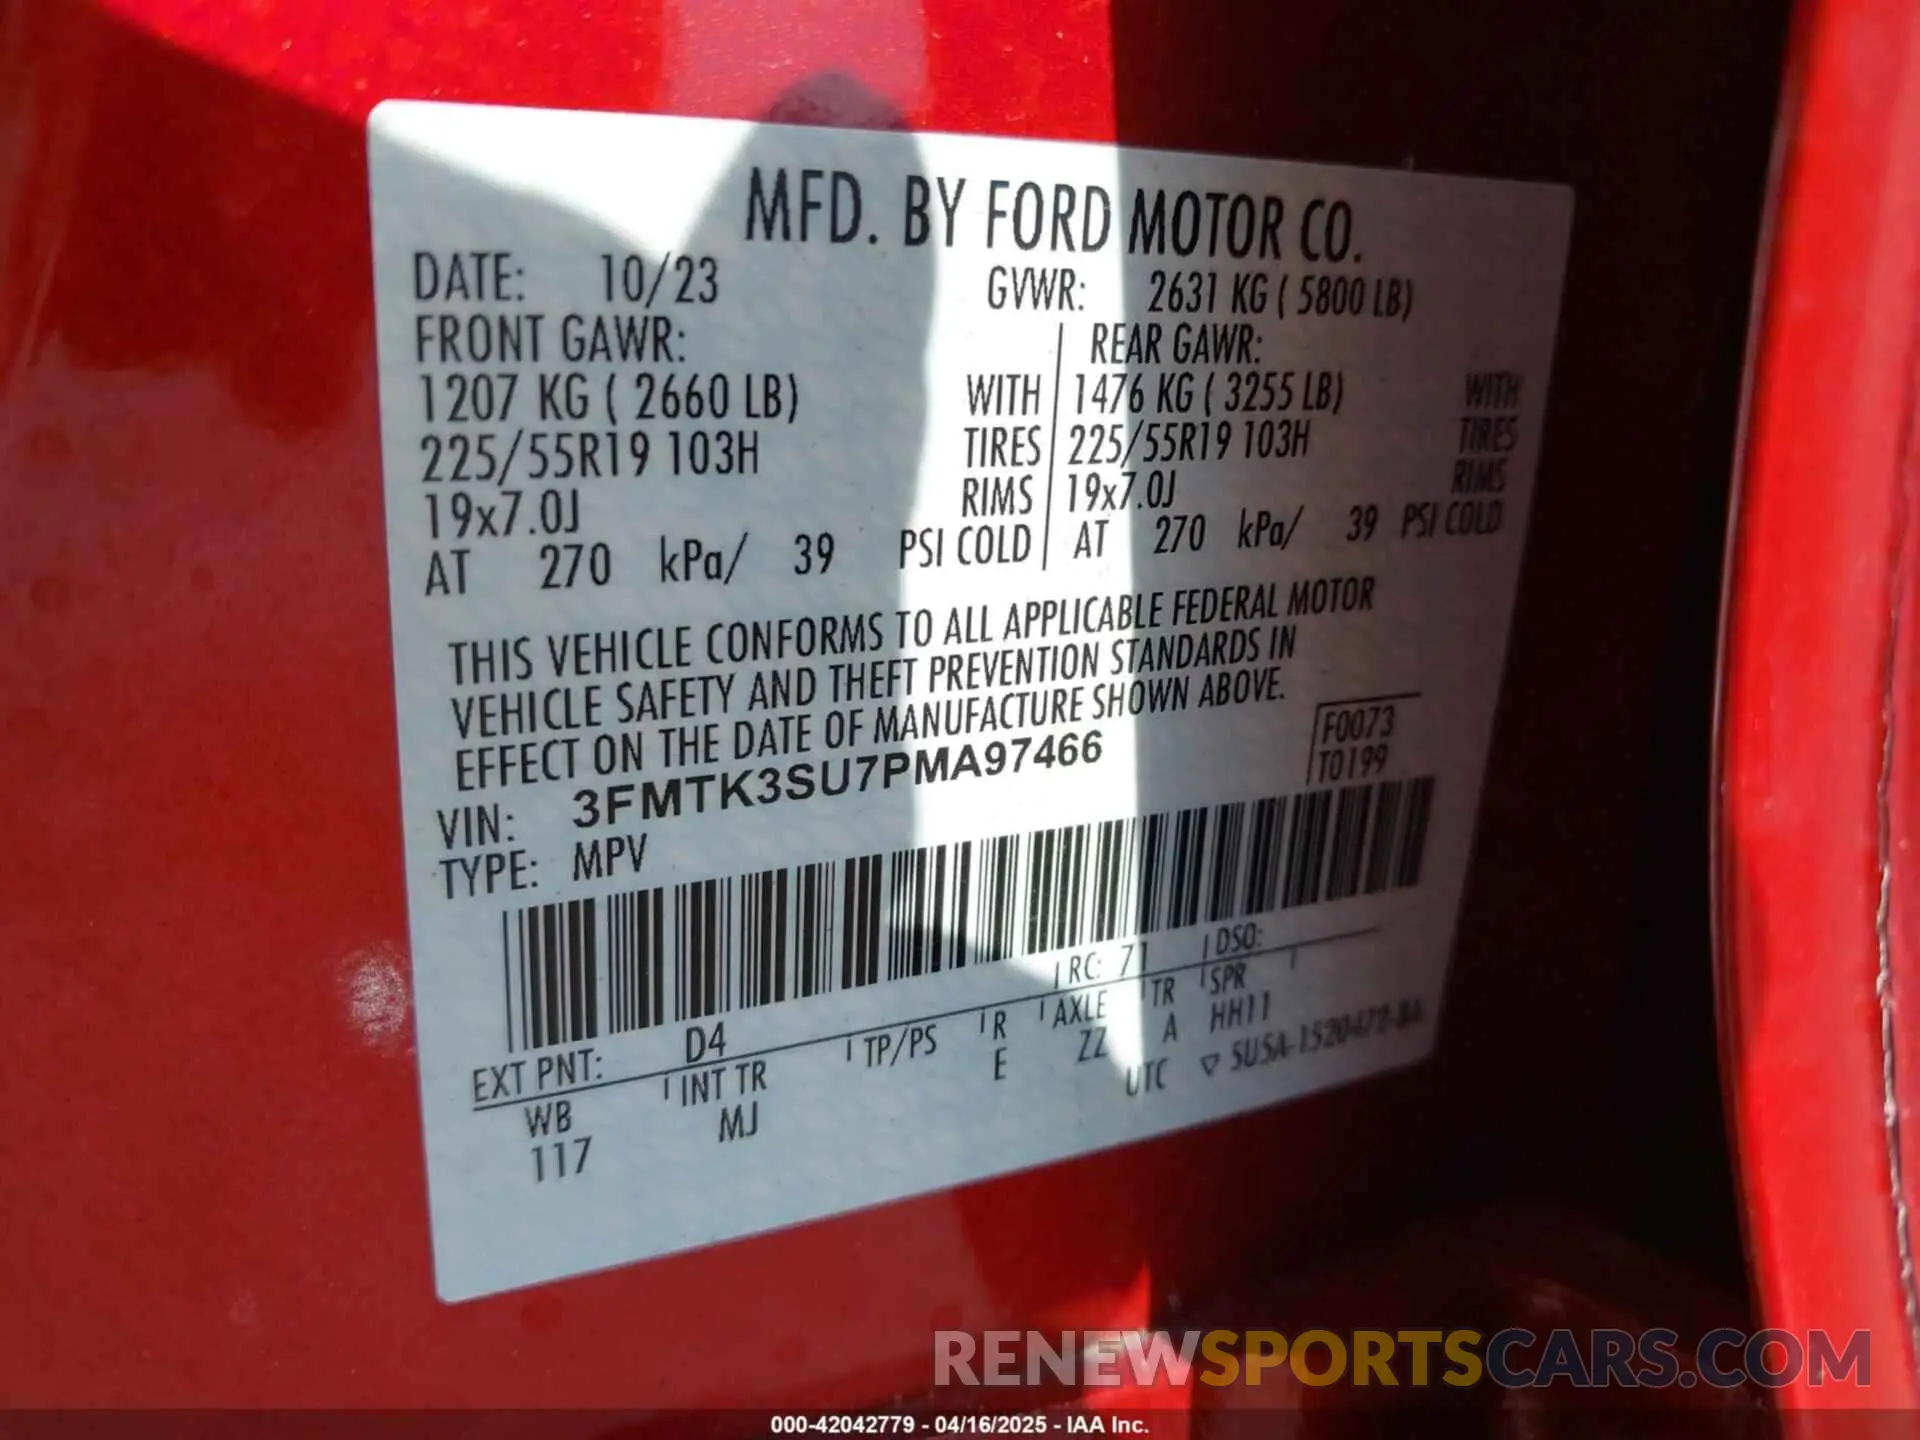 MFD. BY FORD MOTOR CO.
DATE: 10/23 GVWR: 2631 KG ( 5800 LB)
FRONT GAWR: REAR GAWR:
1207 KG ( 2660 LB) WITH 1476 KG ( 3255 LB) WITH
225/55R19 103H TIRES 225/55R19 103H TIRES
19x7.0J RIMS 19x7.0J RIMS
AT 270 kPa/ 39 PSI COLD AT 270 kPa/ 39 PSI COLD
THIS VEHICLE CONFORMS TO ALL APPLICABLE FEDERAL MOTOR
VEHICLE SAFETY AND THEFT PREVENTION STANDARDS IN
EFFECT ON THE DATE OF MANUFACTURE SHOWN ABOVE.
F0073
T0199
VIN: 3FMTK3SU7PMA97466
TYPE: MPV
EXT PNT: D4 RC: 71 DSO:
WB INT TR TP/PS R AXLE TR SPR
117 MJ E ZZ A HH11
UTC ▽ 5USA-1520472-BA
RENEWSPORTSCARS.COM
000-42042779 - 04/16/2025 - IAA Inc.